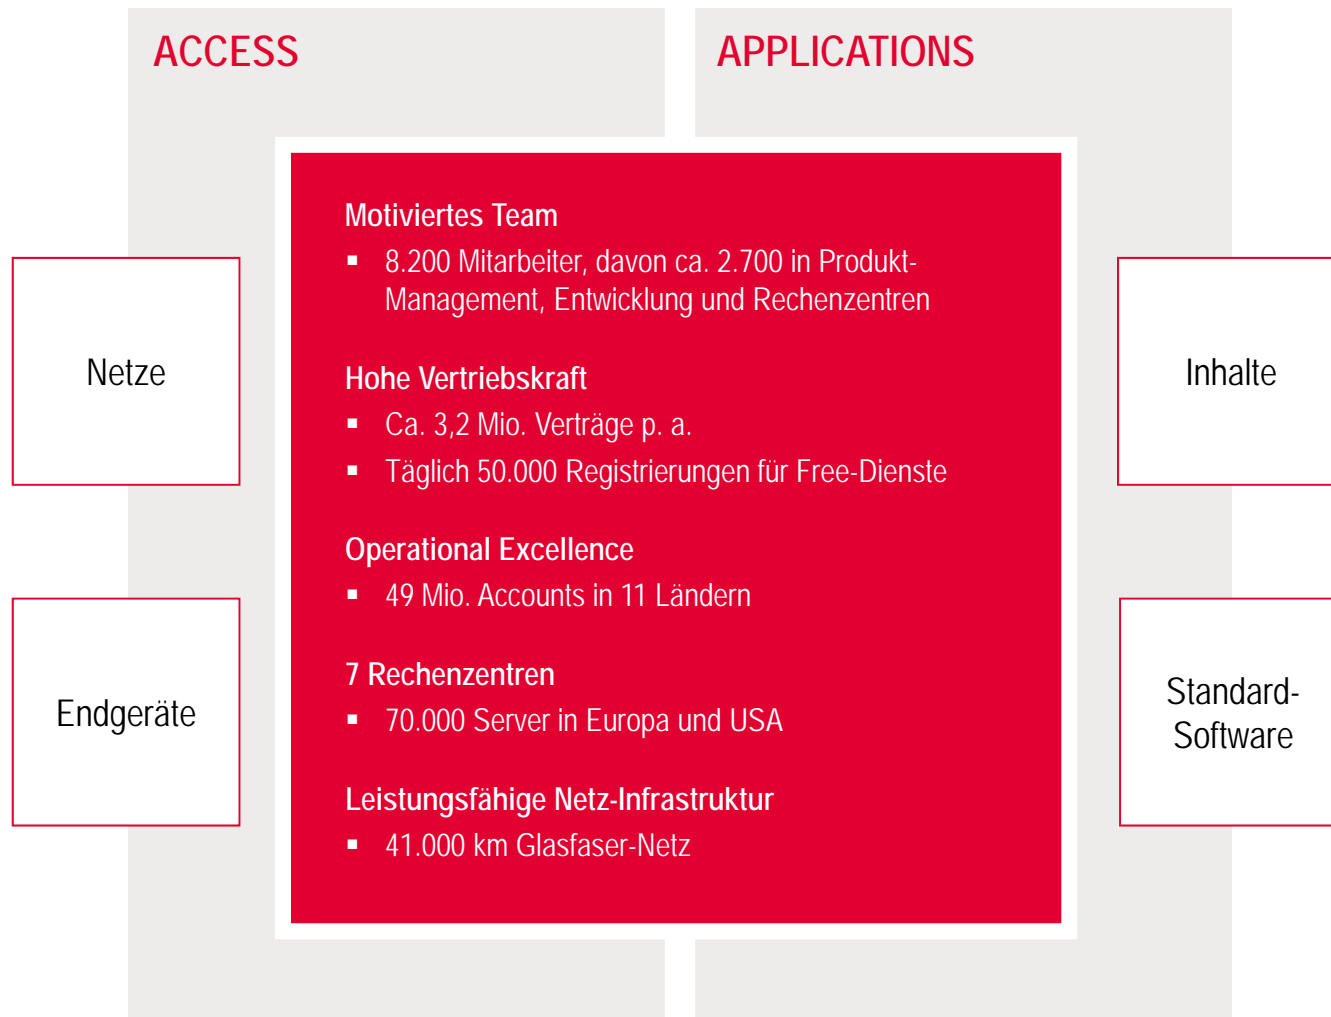 ACCESS
APPLICATIONS
Netze
Endgeräte
Motiviertes Team
▪ 8.200 Mitarbeiter, davon ca. 2.700 in Produkt-
Management, Entwicklung und Rechenzentren
Hohe Vertriebskraft
▪ Ca. 3,2 Mio. Verträge p. a.
▪ Täglich 50.000 Registrierungen für Free-Dienste
Operational Excellence
▪ 49 Mio. Accounts in 11 Ländern
7 Rechenzentren
▪ 70.000 Server in Europa und USA
Leistungsfähige Netz-Infrastruktur
▪ 41.000 km Glasfaser-Netz
Inhalte
Standard-
Software